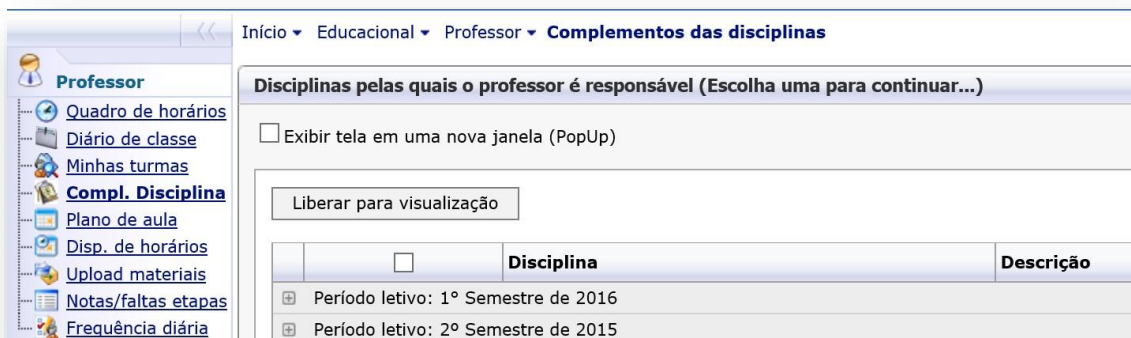 Início Educacional Professor Complementos das disciplinas
Professor
Quadro de horários
Diário de classe
Minhas turmas
Compl. Disciplina
Plano de aula
Disp. de horários
Upload materiais
Notas/faltas etapas
Frequência diária
Disciplinas pelas quais o professor é responsável (Escolha uma para continuar...)
Exibir tela em uma nova janela (PopUp)
Liberar para visualização
Disciplina Descrição
Período letivo: 1º Semestre de 2016
Período letivo: 2º Semestre de 2015